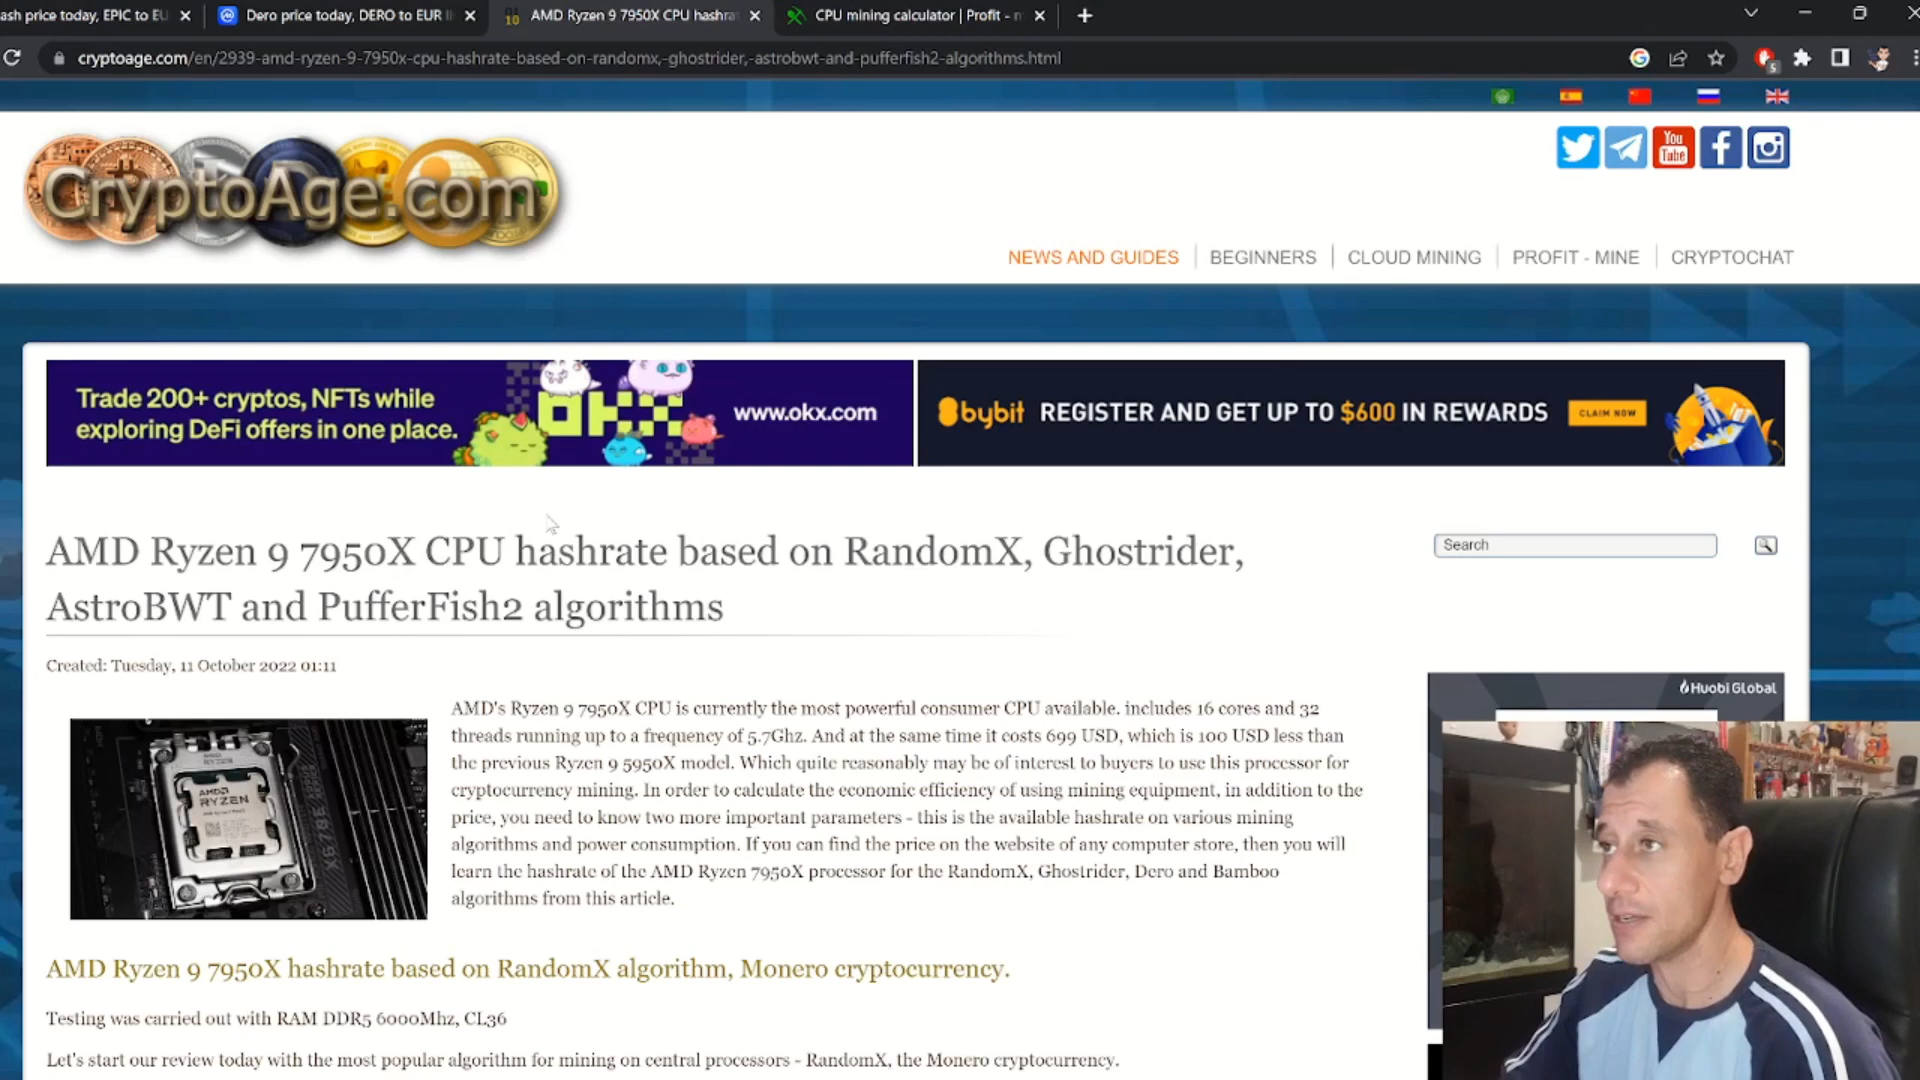 ash price today, EPIC to EU
Dero price today, DERO to EUR li
AMD Ryzen 9 7950X CPU hashra
CPU mining calculator | Profit - n
cryptoage.com/en/2939-amd-ryzen-9-7950x-cpu-hashrate-based-on-randomx,-ghostrider,-astrobwt-and-pufferfish2-algorithms.html
5
CryptoAge.com
You
Tube
NEWS AND GUIDES
BEGINNERS
CLOUD MINING
PROFIT - MINE
CRYPTOCHAT
Trade 200+ cryptos, NFTs while
exploring DeFi offers in one place.
OKX
www.okx.com
bybit
REGISTER AND GET UP TO $600 IN REWARDS
CLAIM NOW
AMD Ryzen 9 7950X CPU hashrate based on RandomX, Ghostrider,
AstroBWT and PufferFish2 algorithms
Search
Created: Tuesday, 11 October 2022 01:11
AMD's Ryzen 9 7950X CPU is currently the most powerful consumer CPU available. includes 16 cores and 32
threads running up to a frequency of 5.7Ghz. And at the same time it costs 699 USD, which is 100 USD less than
the previous Ryzen 9 5950X model. Which quite reasonably may be of interest to buyers to use this processor for
cryptocurrency mining. In order to calculate the economic efficiency of using mining equipment, in addition to the
price, you need to know two more important parameters - this is the available hashrate on various mining
algorithms and power consumption. If you can find the price on the website of any computer store, then you will
learn the hashrate of the AMD Ryzen 7950X processor for the RandomX, Ghostrider, Dero and Bamboo
algorithms from this article.
AMD
RYZEN
X670E
Huobi Global
AMD Ryzen 9 7950X hashrate based on RandomX algorithm, Monero cryptocurrency.
Testing was carried out with RAM DDR5 6000Mhz, CL36
Let's start our review today with the most popular algorithm for mining on central processors - RandomX, the Monero cryptocurrency.